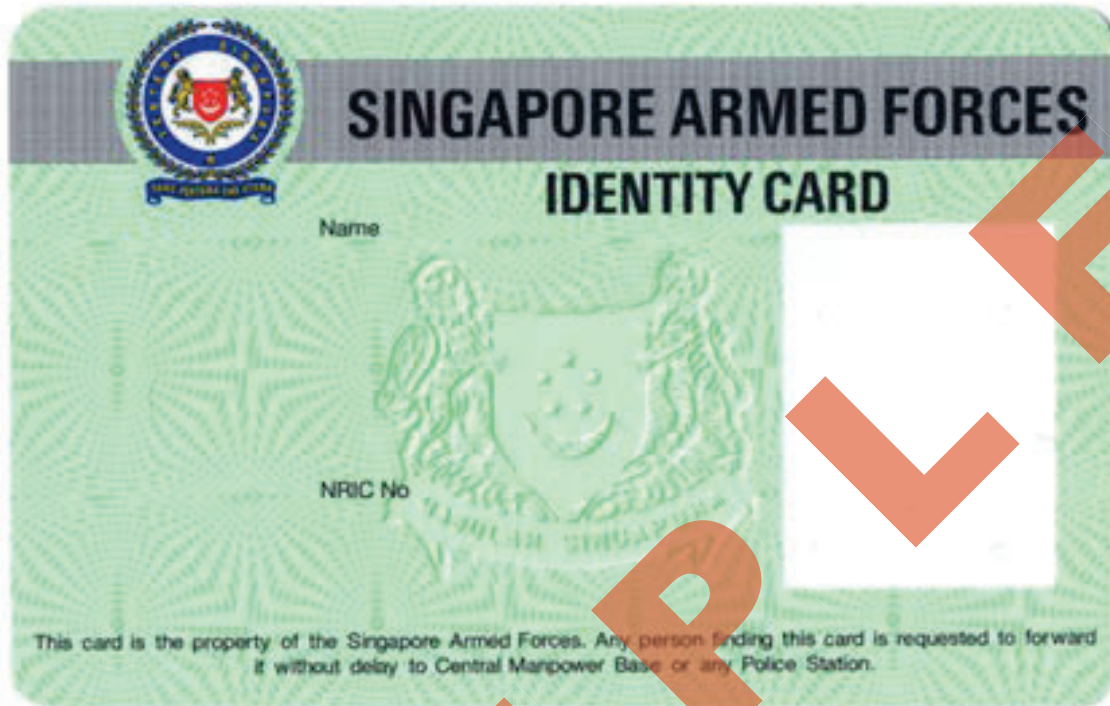 SINGAPORE ARMED FORCES
IDENTITY CARD
Name
NRIC No
This card is the property of the Singapore Armed Forces. Any person finding this card is requested to forward
it without delay to Central Manpower Base or any Police Station.
P L E